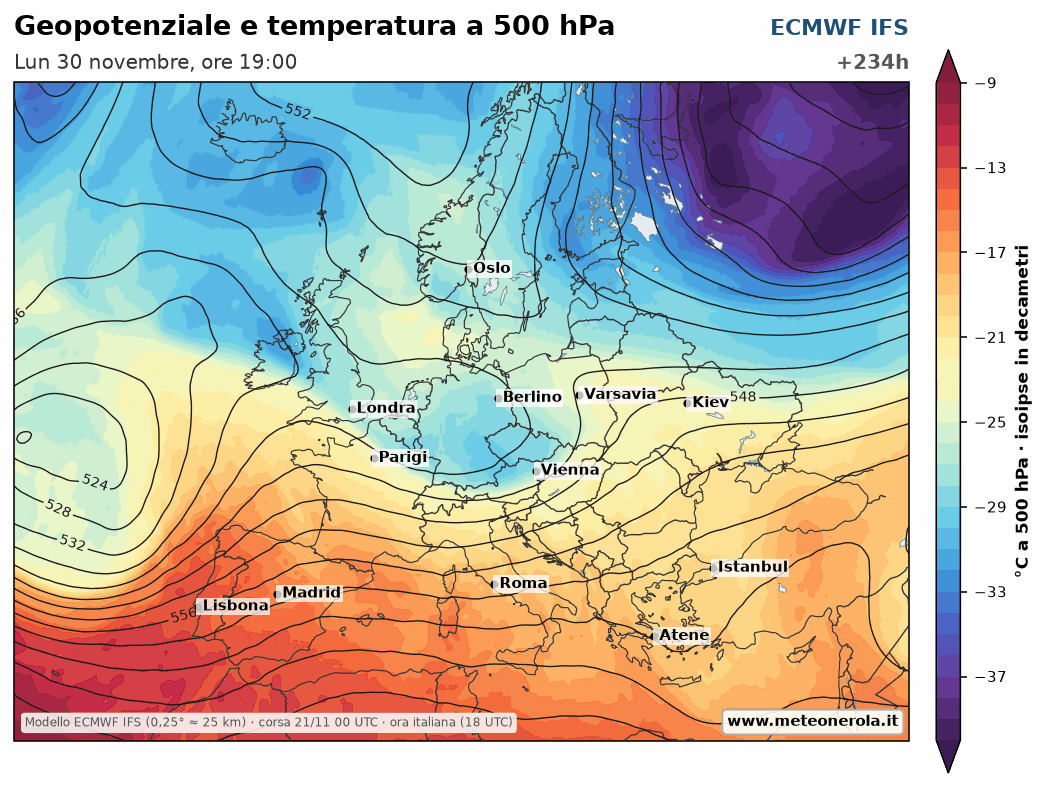 Geopotenziale e temperatura a 500 hPa
ECMWF IFS
Lun 30 novembre, ore 19:00
+234h
552
Oslo
548
Berlino
Varsavia
Kiev
Londra
Parigi
Vienna
524
528
532
Istanbul
Roma
Madrid
Lisbona
556
Atene
Modello ECMWF IFS (0,25° ≈ 25 km) · corsa 21/11 00 UTC · ora italiana (18 UTC)
www.meteonerola.it
−9
−13
−17
−21
−25
−29
−33
−37
°C a 500 hPa · isoipse in decametri